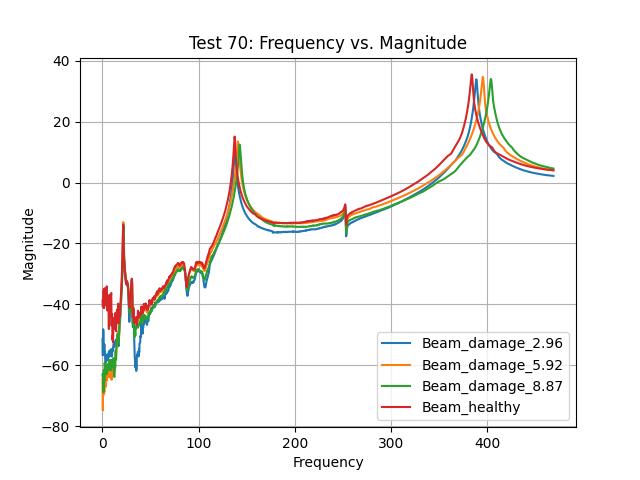 Test 70: Frequency vs. Magnitude
40
20
0
−20
−40
−60
−80
Magnitude
0
100
200
300
400
Frequency
Beam_damage_2.96
Beam_damage_5.92
Beam_damage_8.87
Beam_healthy